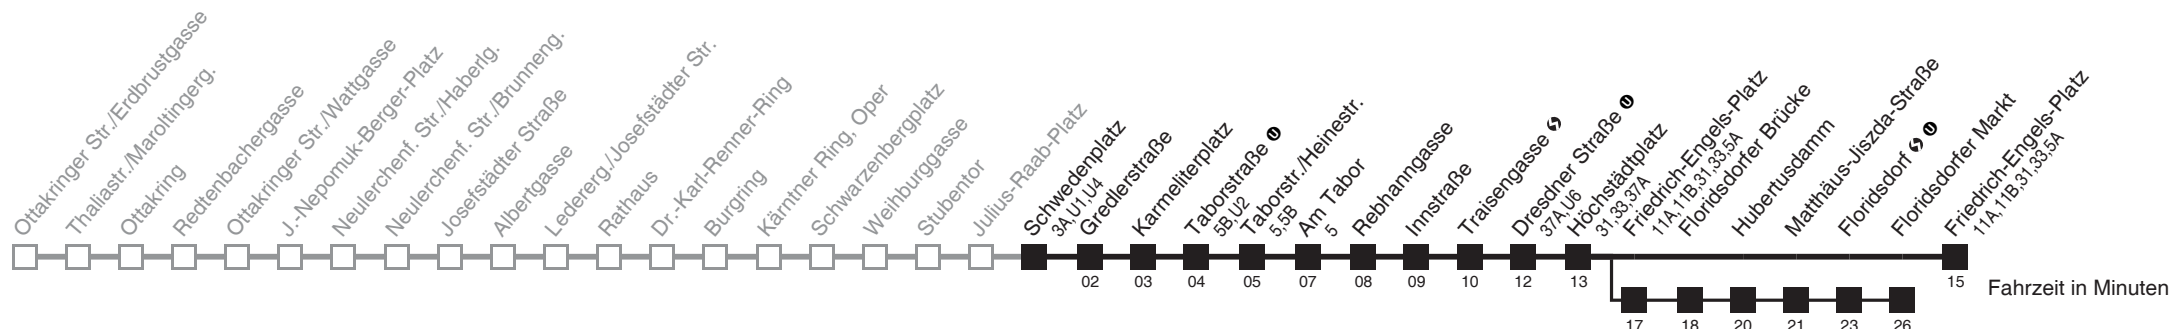 Ottakringer Str./Erdbrustgasse
Thaliastr./Maroltingerg.
Ottakring
Redtenbachergasse
Ottakringer Str./Wattgasse
J.-Nepomuk-Berger-Platz
Neulerchenf. Str./Haberlg.
Neulerchenf. Str./Brunneng.
Josefstädter Straße
Albertgasse
Lederergr./Josefstädter Str.
Rathaus
Dr.-Karl-Renner-Ring
Burgring
Kärntner Ring, Oper
Schwarzenbergplatz
Weihburggasse
Stubentor
Julius-Raab-Platz
Schwedenplatz
3A,U1,U4
Gredlerstraße
Karmeliterplatz
Taborstraße U
5B,U2
Taborstr./Heinestr.
5,5B
Am Tabor
5
Rebhanngasse
Innstraße
Traisengasse S
Dresdner Straße U
37A,U6
Höchstädtplatz
31,33,37A
Friedrich-Engels-Platz
11A,11B,31,33,5A
Floridsdorfer Brücke
Hubertusdamm
Matthäus-Jiszda-Straße
Floridsdorf S U
Floridsdorfer Markt
Friedrich-Engels-Platz
11A,11B,31,33,5A
02 03 04 05 07 08 09 10 12 13 15
Fahrzeit in Minuten
17 18 20 21 23 26